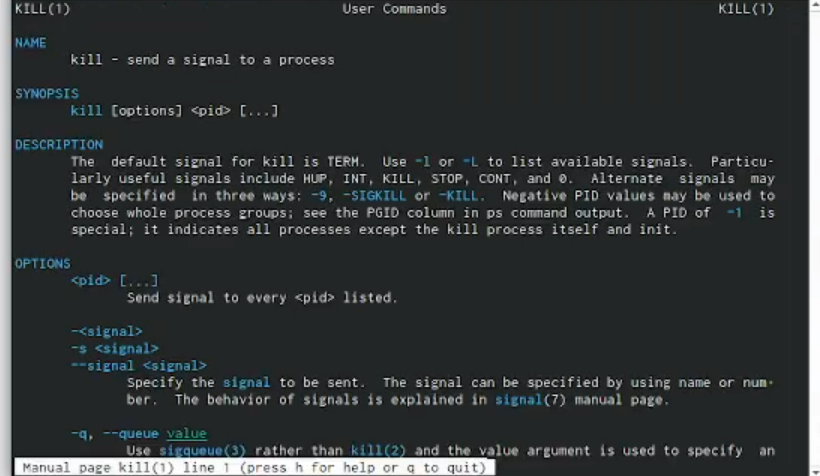 KILL(1) User Commands KILL(1)
NAME
kill - send a signal to a process
SYNOPSIS
kill [options] <pid> [...]
DESCRIPTION
The default signal for kill is TERM. Use -l or -L to list available signals. Particu-
larly useful signals include HUP, INT, KILL, STOP, CONT, and 0. Alternate signals may
be specified in three ways: -9, -SIGKILL or -KILL. Negative PID values may be used to
choose whole process groups; see the PGID column in ps command output. A PID of -1 is
special; it indicates all processes except the kill process itself and init.
OPTIONS
<pid> [...]
Send signal to every <pid> listed.
-<signal>
-s <signal>
--signal <signal>
Specify the signal to be sent. The signal can be specified by using name or num-
ber. The behavior of signals is explained in signal(7) manual page.
-q, --queue value
Use sigqueue(3) rather than kill(2) and the value argument is used to specify an
Manual page kill(1) line 1 (press h for help or q to quit)